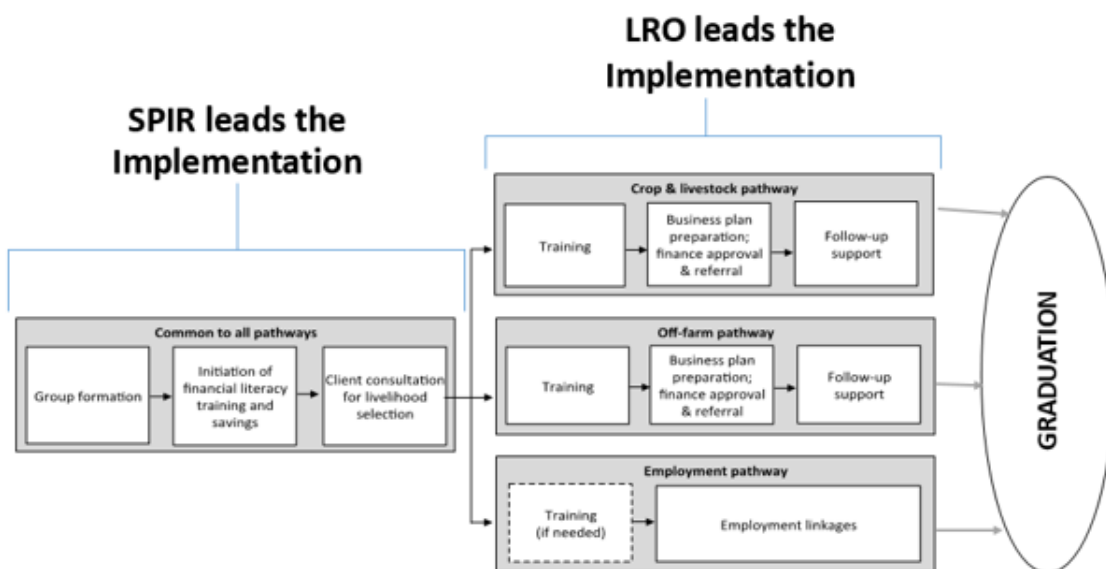 LRO leads the
Implementation
SPIR leads the
Implementation
Common to all pathways
Group formation
Initiation of
financial literacy
training and
savings
Client consultation
for livelihood
selection
Crop & livestock pathway
Training
Business plan
preparation;
finance approval
& referral
Follow-up
support
Off-farm pathway
Training
Business plan
preparation;
finance approval
& referral
Follow-up
support
Employment pathway
Training
(if needed)
Employment linkages
GRADUATION